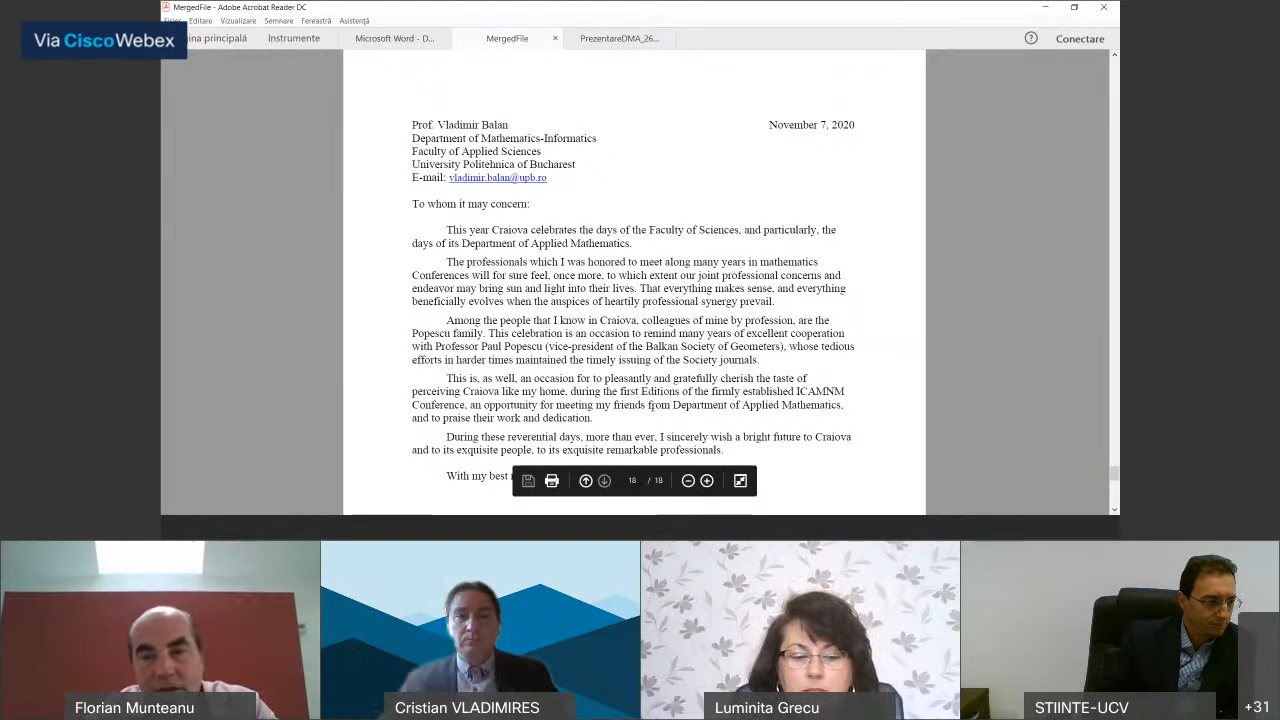 MergedFile - Adobe Acrobat Reader DC
Editare Vizualizare Semnare Fereastră Asistență
Via Cisco Webex
principală Instrumente Microsoft Word - D... MergedFile × PrezentareDMA_26... Conectare
Prof. Vladimir Balan November 7, 2020
Department of Mathematics-Informatics
Faculty of Applied Sciences
University Politehnica of Bucharest
E-mail: vladimir.balan@upb.ro
To whom it may concern:
This year Craiova celebrates the days of the Faculty of Sciences, and particularly, the
days of its Department of Applied Mathematics.
The professionals which I was honored to meet along many years in mathematics
Conferences will for sure feel, once more, to which extent our joint professional concerns and
endeavor may bring sun and light into their lives. That everything makes sense, and everything
beneficially evolves when the auspices of heartily professional synergy prevail.
Among the people that I know in Craiova, colleagues of mine by profession, are the
Popescu family. This celebration is an occasion to remind many years of excellent cooperation
with Professor Paul Popescu (vice-president of the Balkan Society of Geometers), whose tedious
efforts in harder times maintained the timely issuing of the Society journals.
This is, as well, an occasion for to pleasantly and gratefully cherish the taste of
perceiving Craiova like my home, during the first Editions of the firmly established ICAMNM
Conference, an opportunity for meeting my friends from Department of Applied Mathematics,
and to praise their work and dedication.
During these reverential days, more than ever, I sincerely wish a bright future to Craiova
and to its exquisite people, to its exquisite remarkable professionals.
With my best
18 / 18
Florian Munteanu
Cristian VLADIMIRES
Luminita Grecu
STIINTE-UCV
+31